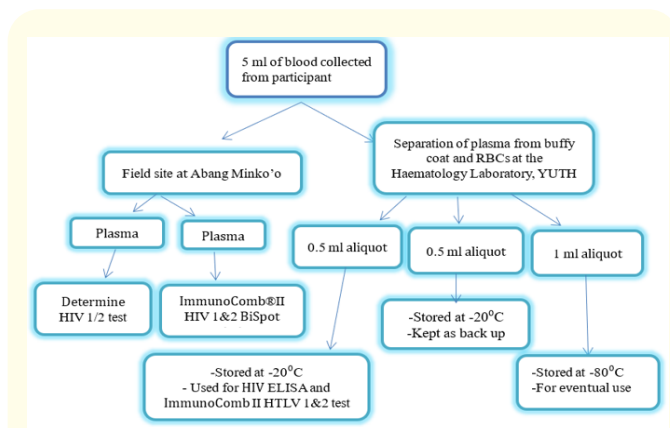 5 ml of blood collected
from participant
Field site at Abang Minko’o
Separation of plasma from buffy
coat and RBCs at the
Haematology Laboratory, YUTH
Plasma
Plasma
0.5 ml aliquot
0.5 ml aliquot
1 ml aliquot
Determine
HIV 1/2 test
ImmunoComb®II
HIV 1&2 BiSpot
-Stored at -20⁰C
-Kept as back up
-Stored at -20⁰C
- Used for HIV ELISA and
ImmunoComb II HTLV 1&2 test
-Stored at -80⁰C
-For eventual use